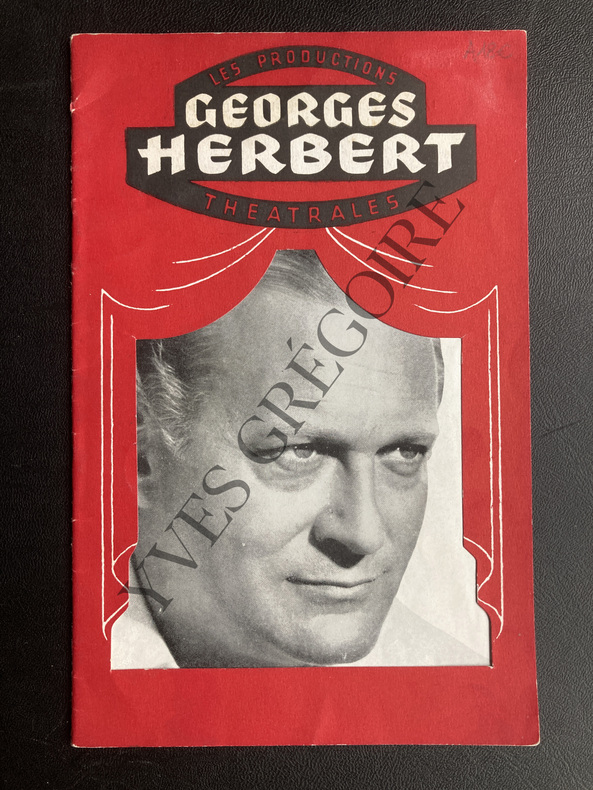 LES PRODUCTIONS
GEORGES
HERBERT
THEATRALES
YVES GRÉGOIRE